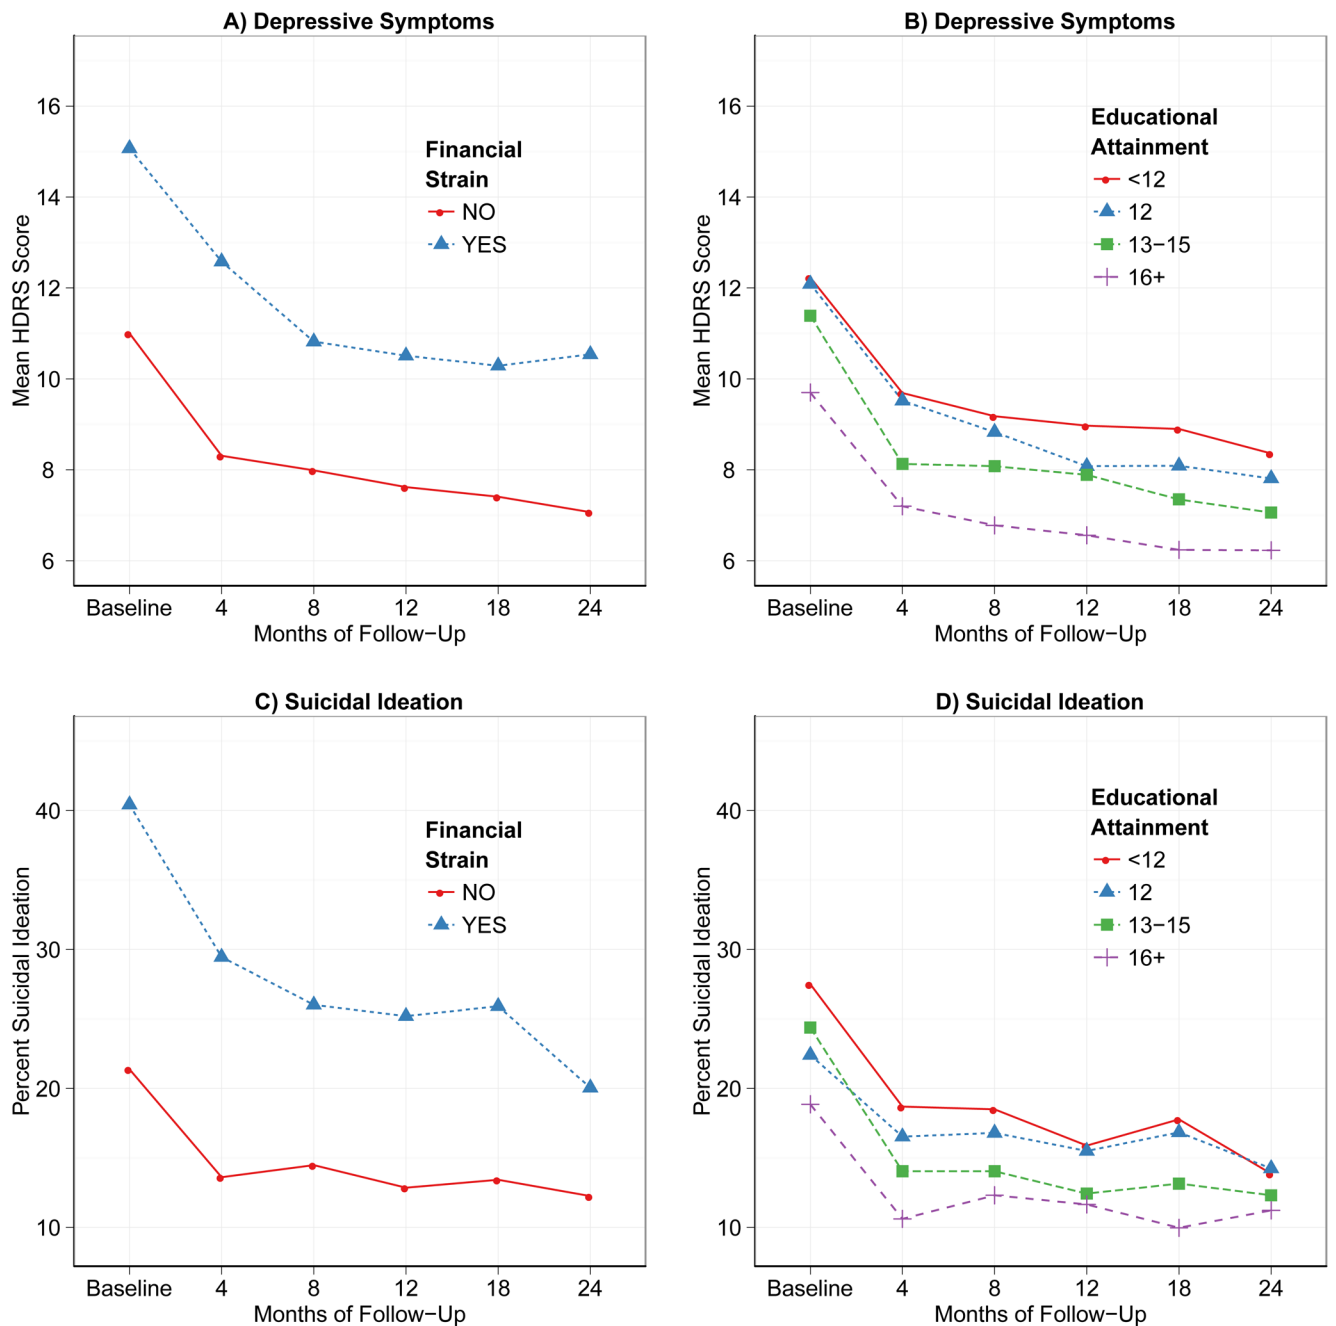 A) Depressive Symptoms
Mean HDRS Score
16
14
12
10
8
6
Financial
Strain
NO
YES
Baseline 4 8 12 18 24
Months of Follow−Up
B) Depressive Symptoms
Mean HDRS Score
16
14
12
10
8
6
Educational
Attainment
<12
12
13−15
16+
Baseline 4 8 12 18 24
Months of Follow−Up
C) Suicidal Ideation
Percent Suicidal Ideation
40
30
20
10
Financial
Strain
NO
YES
Baseline 4 8 12 18 24
Months of Follow−Up
D) Suicidal Ideation
Percent Suicidal Ideation
40
30
20
10
Educational
Attainment
<12
12
13−15
16+
Baseline 4 8 12 18 24
Months of Follow−Up